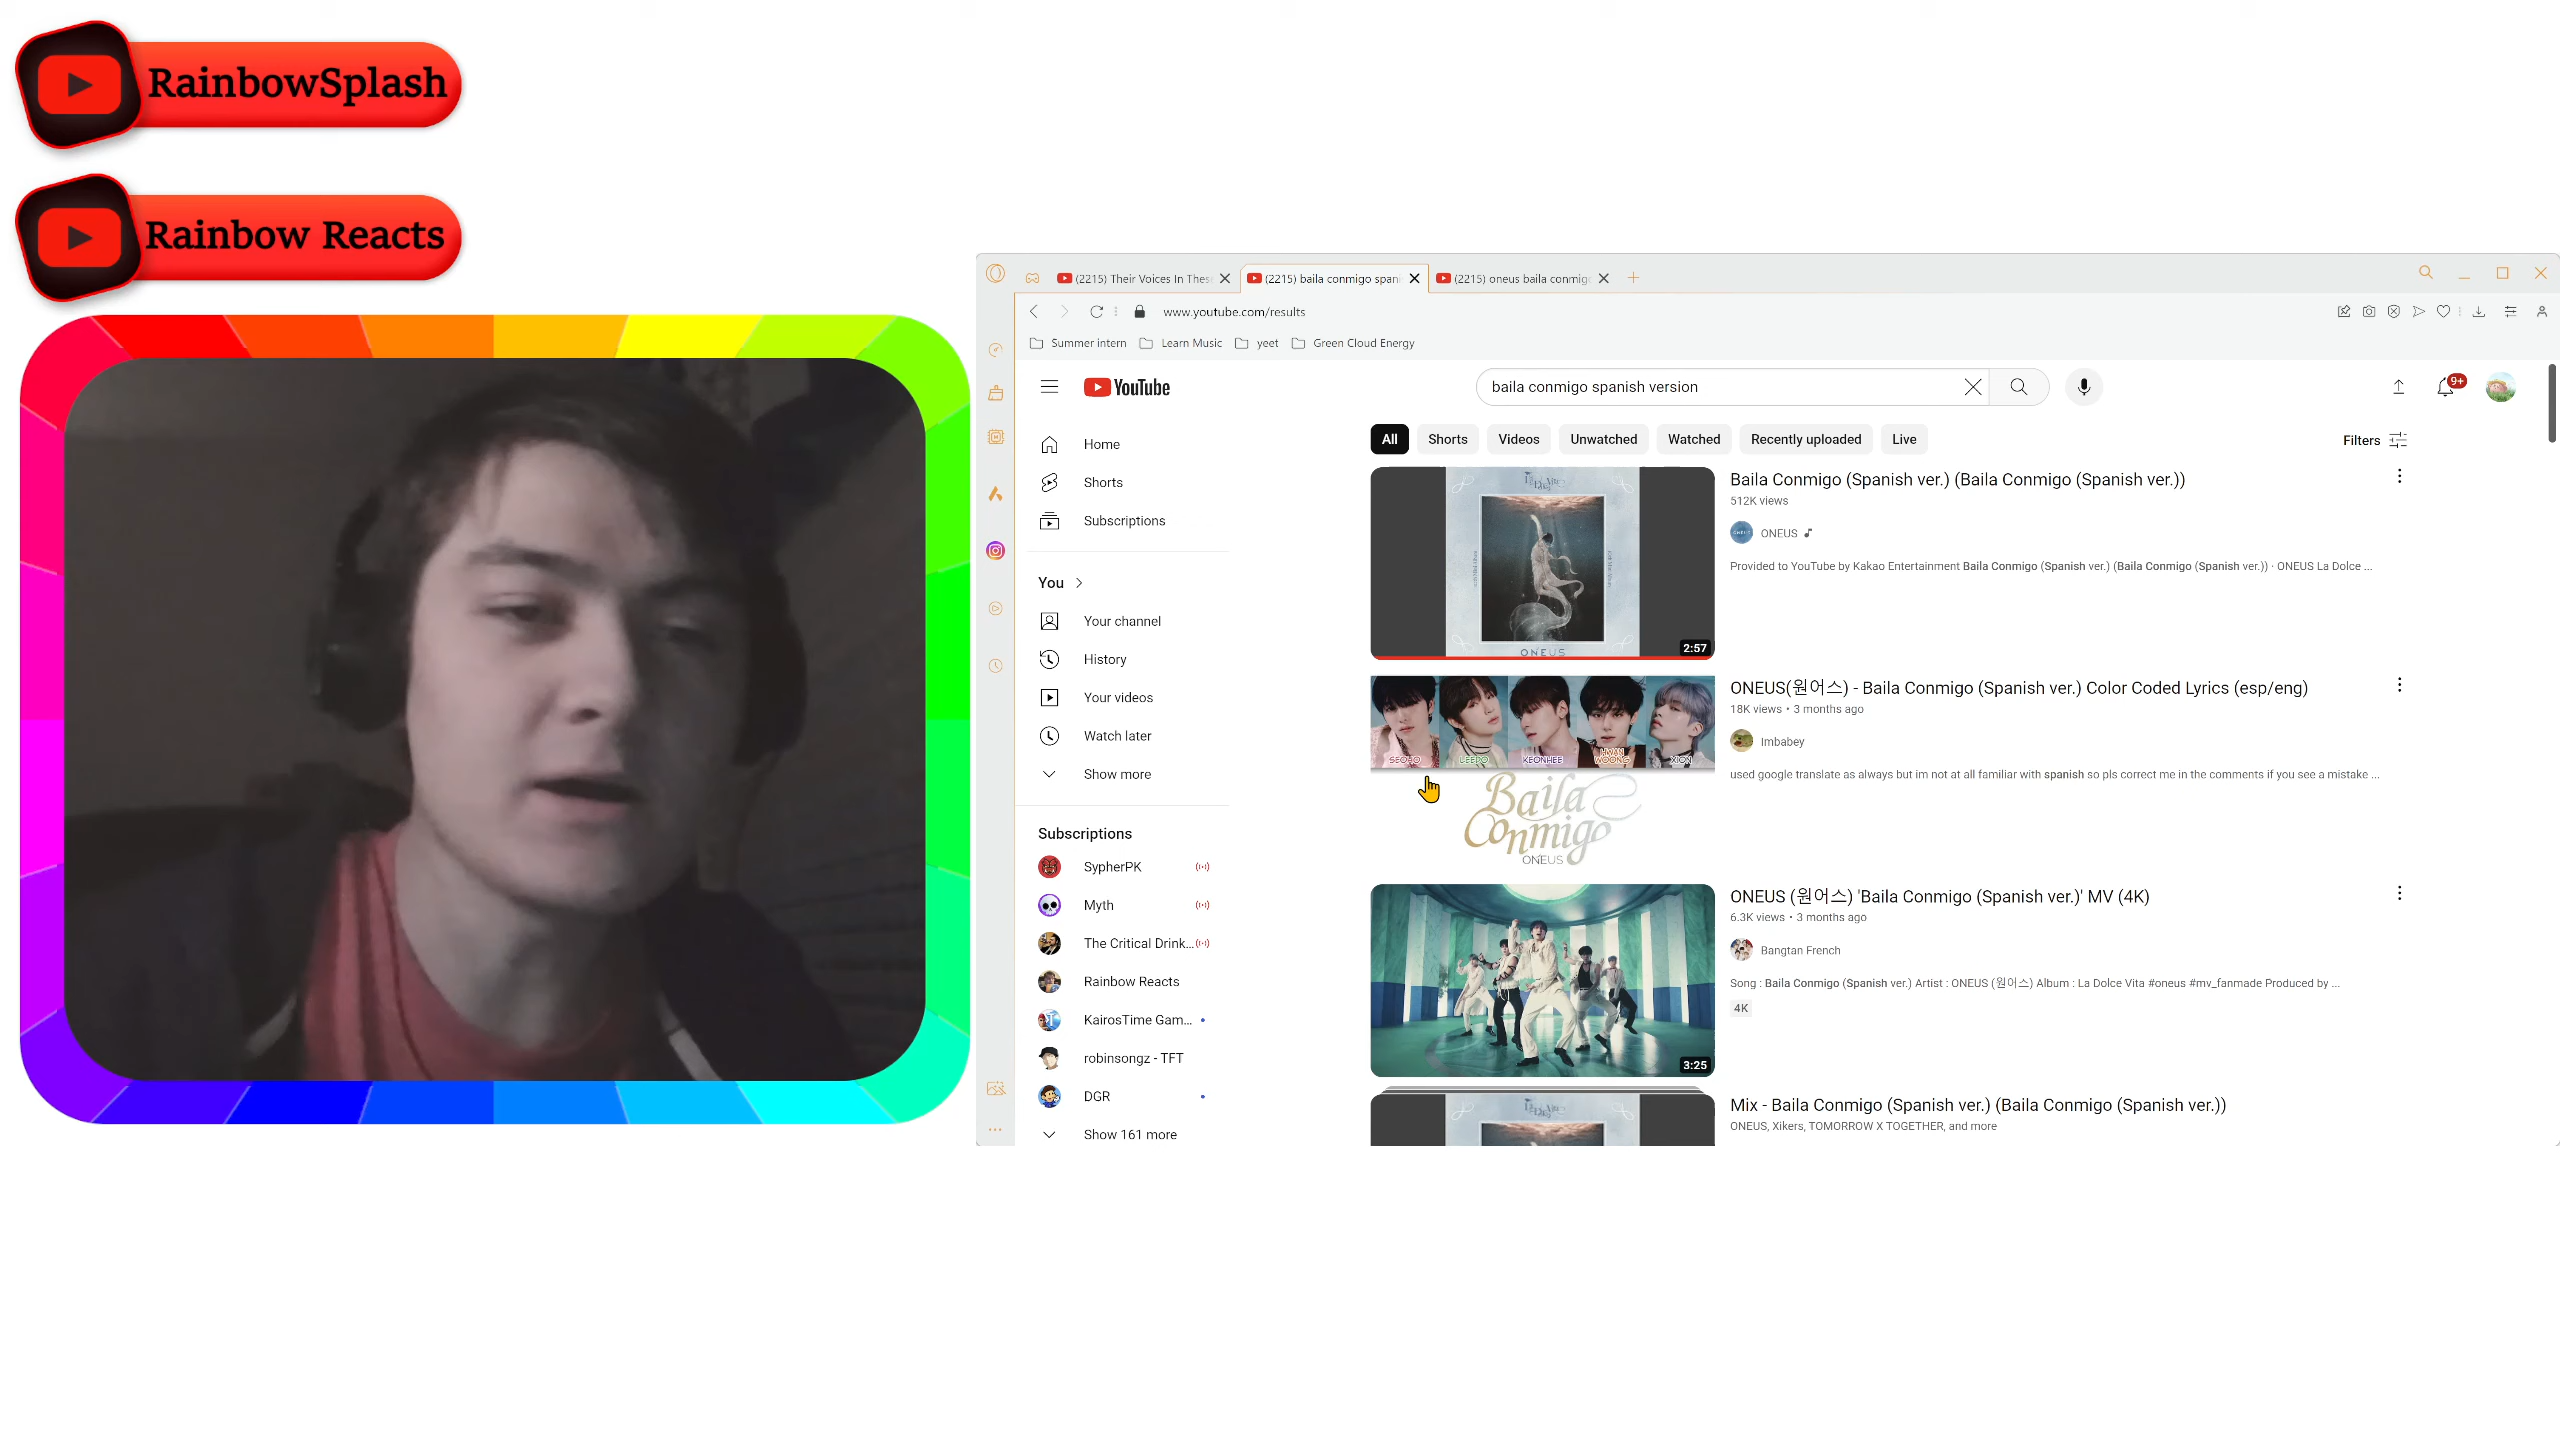 RainbowSplash
Rainbow Reacts
(2215) Their Voices In These
(2215) baila conmigo span
(2215) oneus baila conmigo
www.youtube.com/results
Summer intern
Learn Music
yeet
Green Cloud Energy
YouTube
baila conmigo spanish version
9+
Home
Shorts
Subscriptions
You
Your channel
History
Your videos
Watch later
Show more
Subscriptions
SypherPK
Myth
The Critical Drink...
Rainbow Reacts
KairosTime Gam...
robinsongz - TFT
DGR
Show 161 more
All
Shorts
Videos
Unwatched
Watched
Recently uploaded
Live
Filters
ONEUS
2:57
Baila Conmigo (Spanish ver.) (Baila Conmigo (Spanish ver.))
512K views
ONEUS
Provided to YouTube by Kakao Entertainment Baila Conmigo (Spanish ver.) (Baila Conmigo (Spanish ver.)) · ONEUS La Dolce ...
SEOHO
LEEDO
KEONHEE
HWAN WOONG
XION
Baila
Conmigo
ONEUS
ONEUS(원어스) - Baila Conmigo (Spanish ver.) Color Coded Lyrics (esp/eng)
18K views • 3 months ago
Imbabey
used google translate as always but im not at all familiar with spanish so pls correct me in the comments if you see a mistake ...
3:25
ONEUS (원어스) 'Baila Conmigo (Spanish ver.)' MV (4K)
6.3K views • 3 months ago
Bangtan French
Song : Baila Conmigo (Spanish ver.) Artist : ONEUS (원어스) Album : La Dolce Vita #oneus #mv_fanmade Produced by ...
4K
Mix - Baila Conmigo (Spanish ver.) (Baila Conmigo (Spanish ver.))
ONEUS, Xikers, TOMORROW X TOGETHER, and more